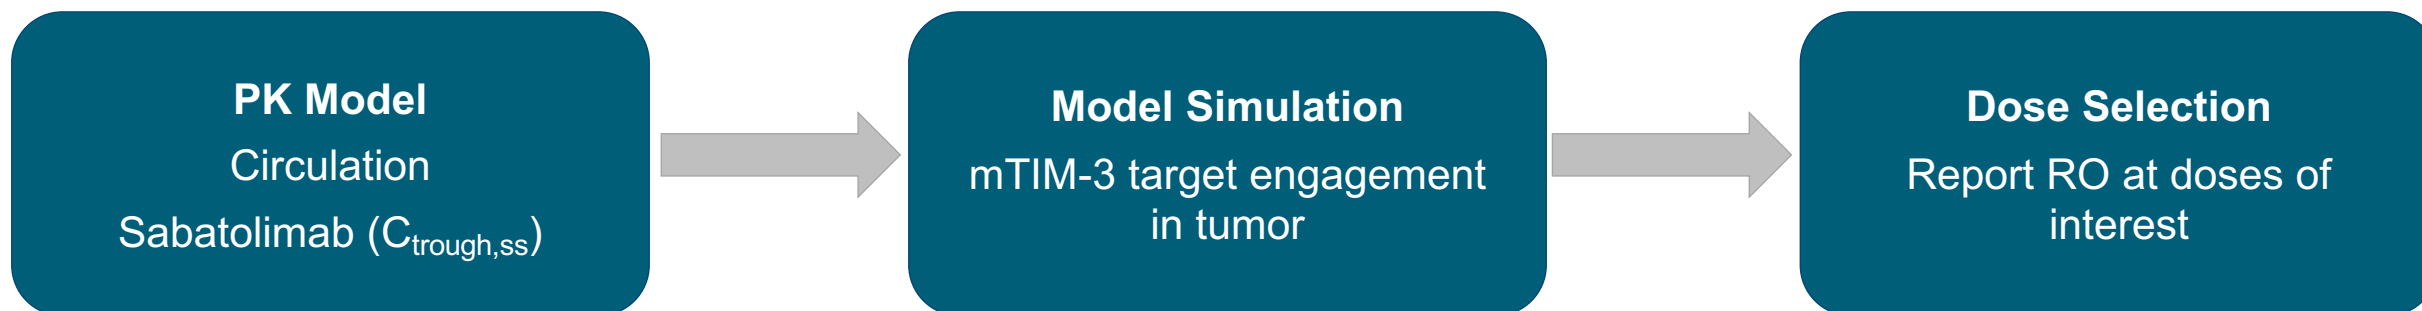 PK Model
Circulation
Sabatolimab (Ctrough,ss)
Model Simulation
mTIM-3 target engagement
in tumor
Dose Selection
Report RO at doses of
interest